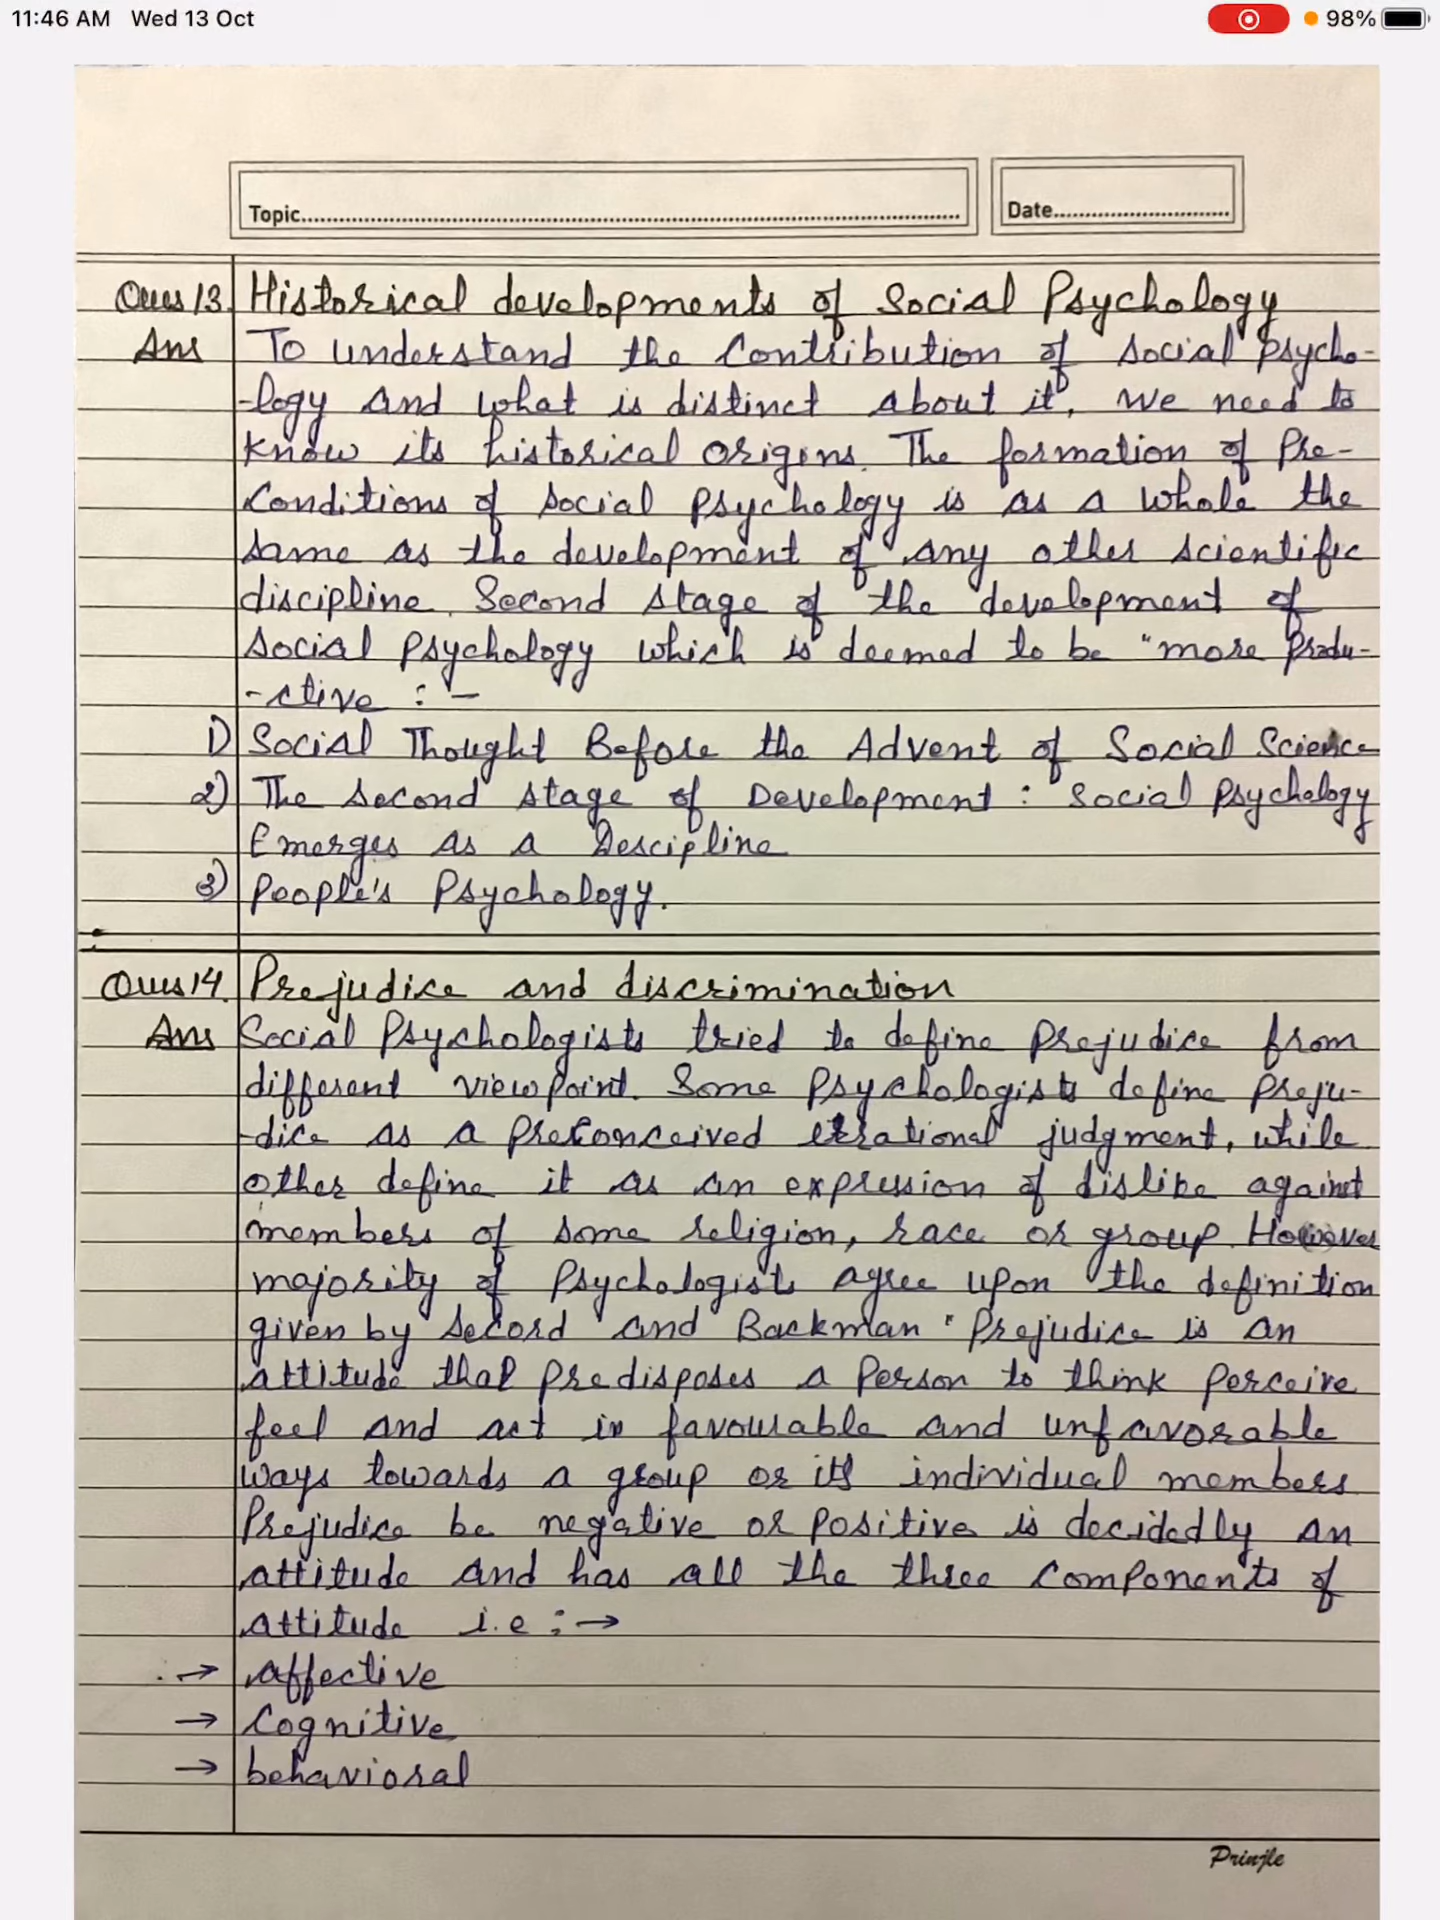 11:46 AM Wed 13 Oct
98%
Topic
Date
Ques 13. Historical developments of Social Psychology
Ans To understand the Contribution of social psycho-
-logy and what is distinct about it, we need to
know its historical origins. The formation of Pre-
Conditions of social psychology is as a whole the
same as the development of any other scientific
discipline. Second stage of the development of
social psychology which is deemed to be "more produ-
-ctive : -
1) Social Thought Before the Advent of Social Science
2) The second stage of Development : Social psychology
Emerges as a Descipline
3) People's Psychology.
Ques 14. Prejudice and discrimination
Ans Social Psychologists tried to define Prejudice from
different viewpoint. Some psychologists define preju-
-dice as a preconceived irrational judgment, while
other define it as an expression of dislike against
members of some religion, race or group. However
majority of Psychologists agree upon the definition
given by secord and Backman "Prejudice is an
attitude that predisposes a person to think perceive
feel and act in favourable and unfavorable
ways towards a group or its individual members
Prejudice be negative or positive is decidedly an
attitude and has all the three components of
attitude i.e : →
→ affective
→ Cognitive
→ behavioral
Prinjle